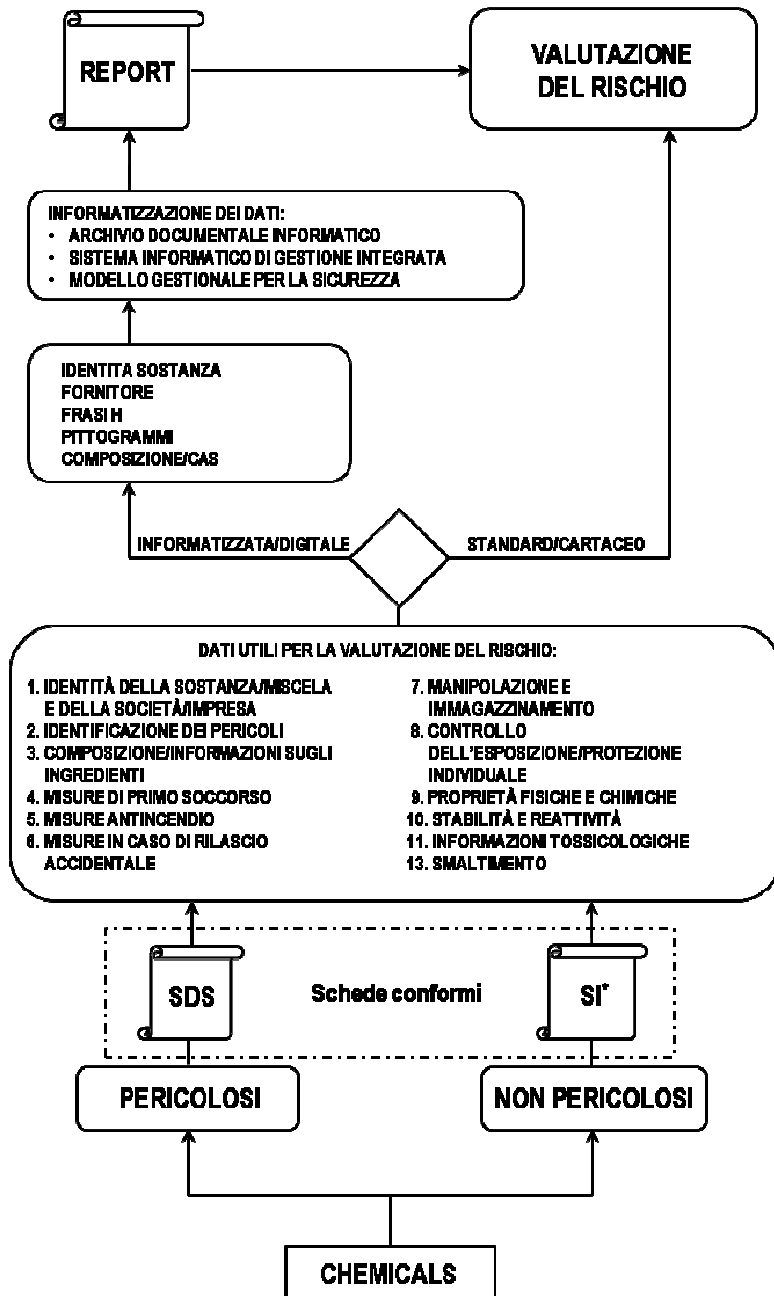 REPORT
VALUTAZIONE
DEL RISCHIO
INFORMATIZZAZIONE DEI DATI:
• ARCHIVIO DOCUMENTALE INFORMATICO
• SISTEMA INFORMATICO DI GESTIONE INTEGRATA
• MODELLO GESTIONALE PER LA SICUREZZA
IDENTITA SOSTANZA
FORNITORE
FRASI H
PITTOGRAMMI
COMPOSIZIONE/CAS
INFORMATIZZATA/DIGITALE
STANDARD/CARTACEO
DATI UTILI PER LA VALUTAZIONE DEL RISCHIO:
1. IDENTITÀ DELLA SOSTANZA/MISCELA
E DELLA SOCIETÀ/IMPRESA
2. IDENTIFICAZIONE DEI PERICOLI
3. COMPOSIZIONE/INFORMAZIONI SUGLI
INGREDIENTI
4. MISURE DI PRIMO SOCCORSO
5. MISURE ANTINCENDIO
6. MISURE IN CASO DI RILASCIO
ACCIDENTALE
7. MANIPOLAZIONE E
IMMAGAZZINAMENTO
8. CONTROLLO
DELL'ESPOSIZIONE/PROTEZIONE
INDIVIDUALE
9. PROPRIETÀ FISICHE E CHIMICHE
10. STABILITÀ E REATTIVITÀ
11. INFORMAZIONI TOSSICOLOGICHE
13. SMALTIMENTO
SDS
Schede conformi
SI*
PERICOLOSI
NON PERICOLOSI
CHEMICALS